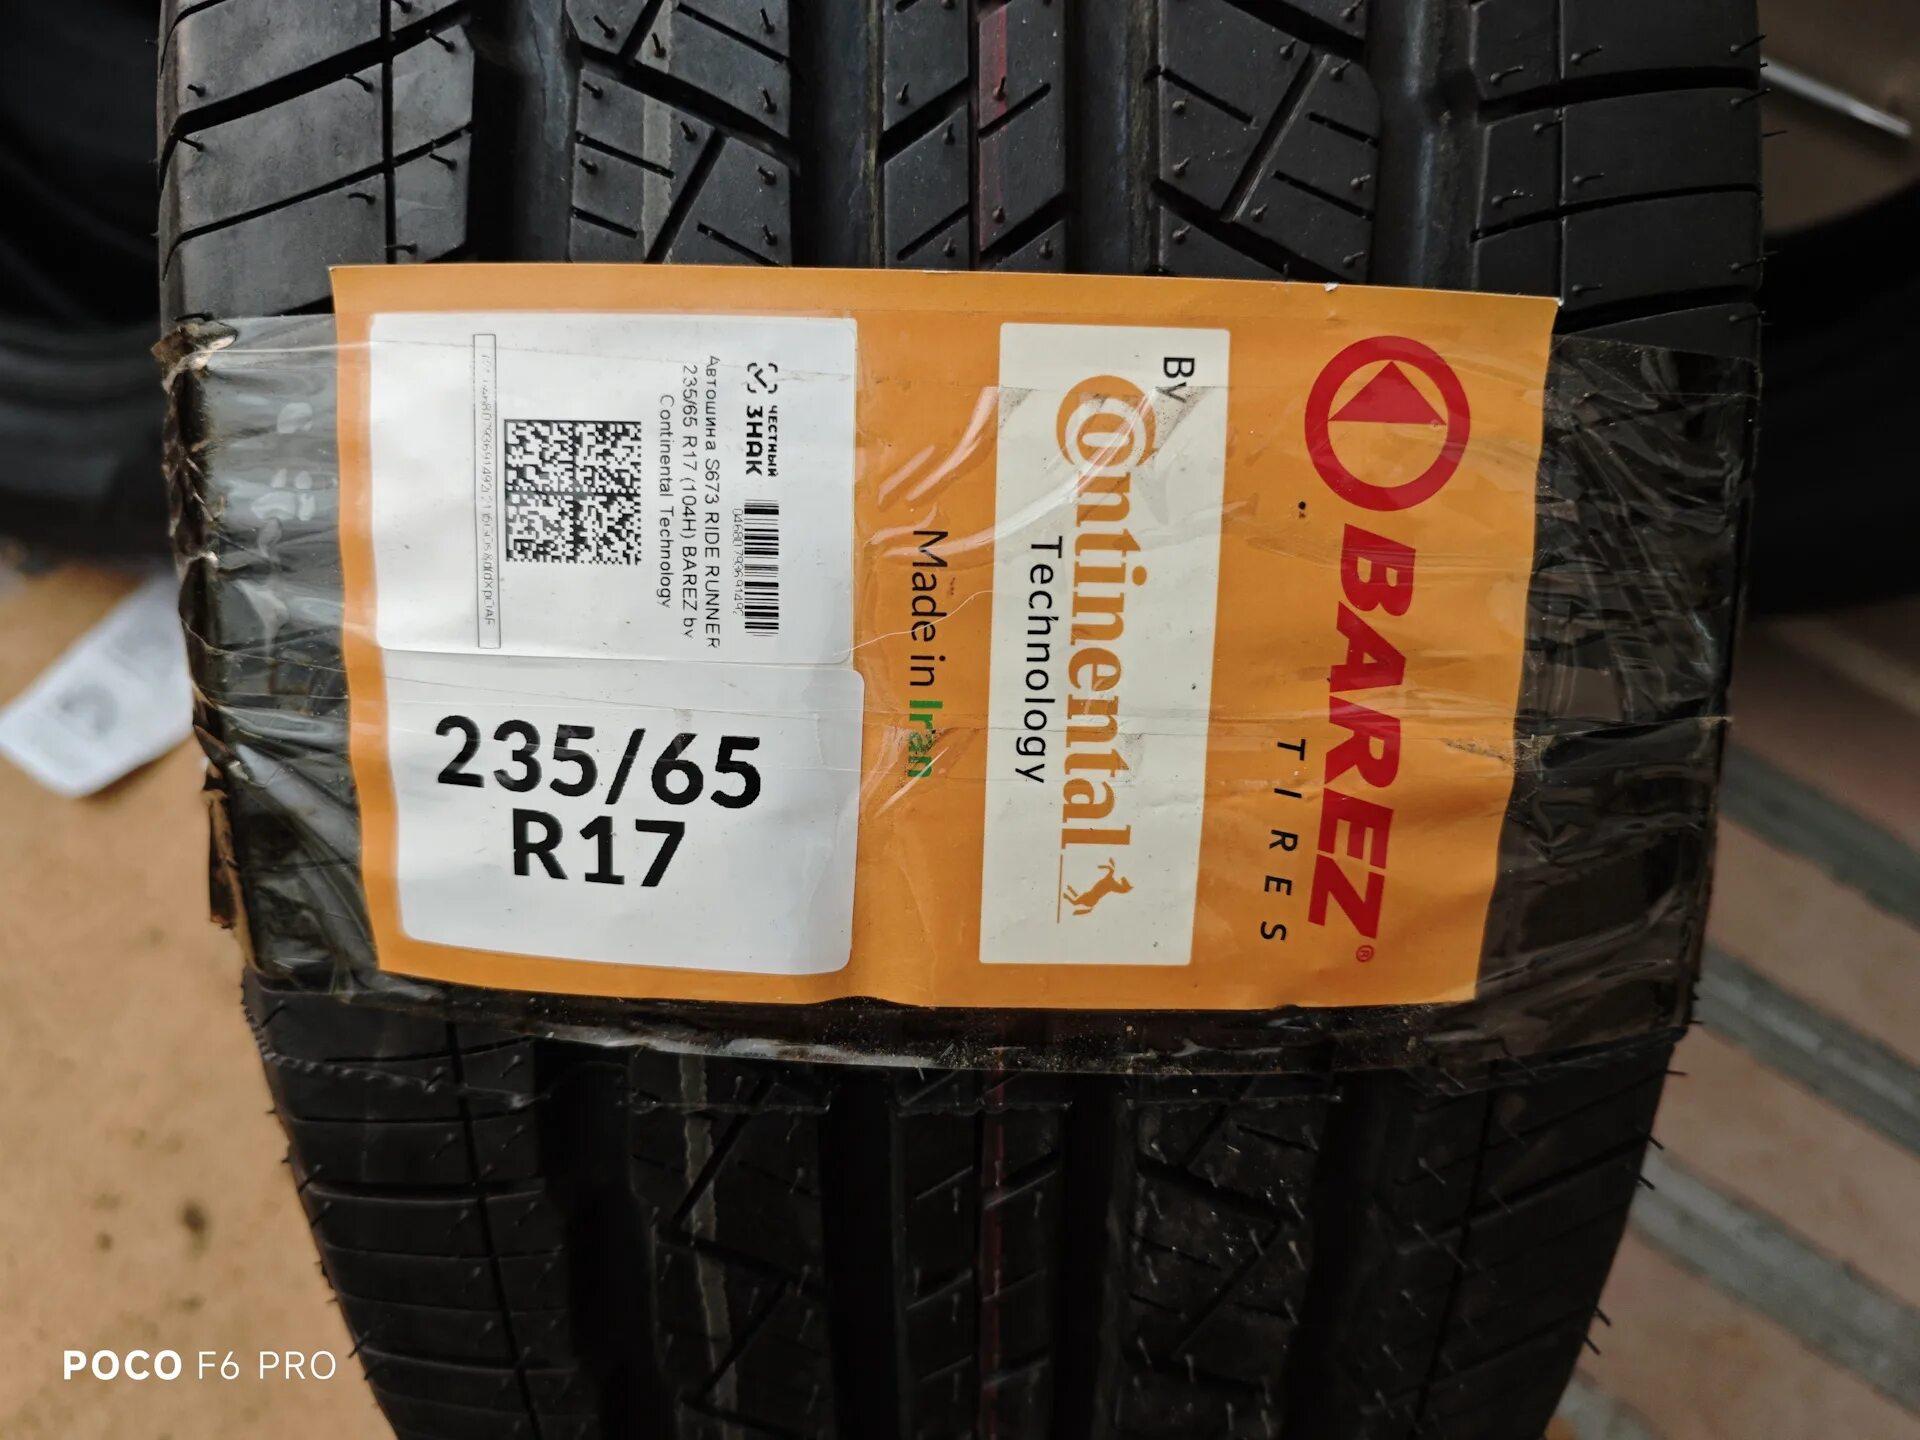 BAREZ®
TIRES
By
Continental
Technology
Made in Iran
ЧЕСТНЫЙ
ЗНАК
04680793691492
Автошина S673 RIDE RUNNER
235/65 R17 (104H) BAREZ by
Continental Technology
235/65
R17
POCO F6 PRO